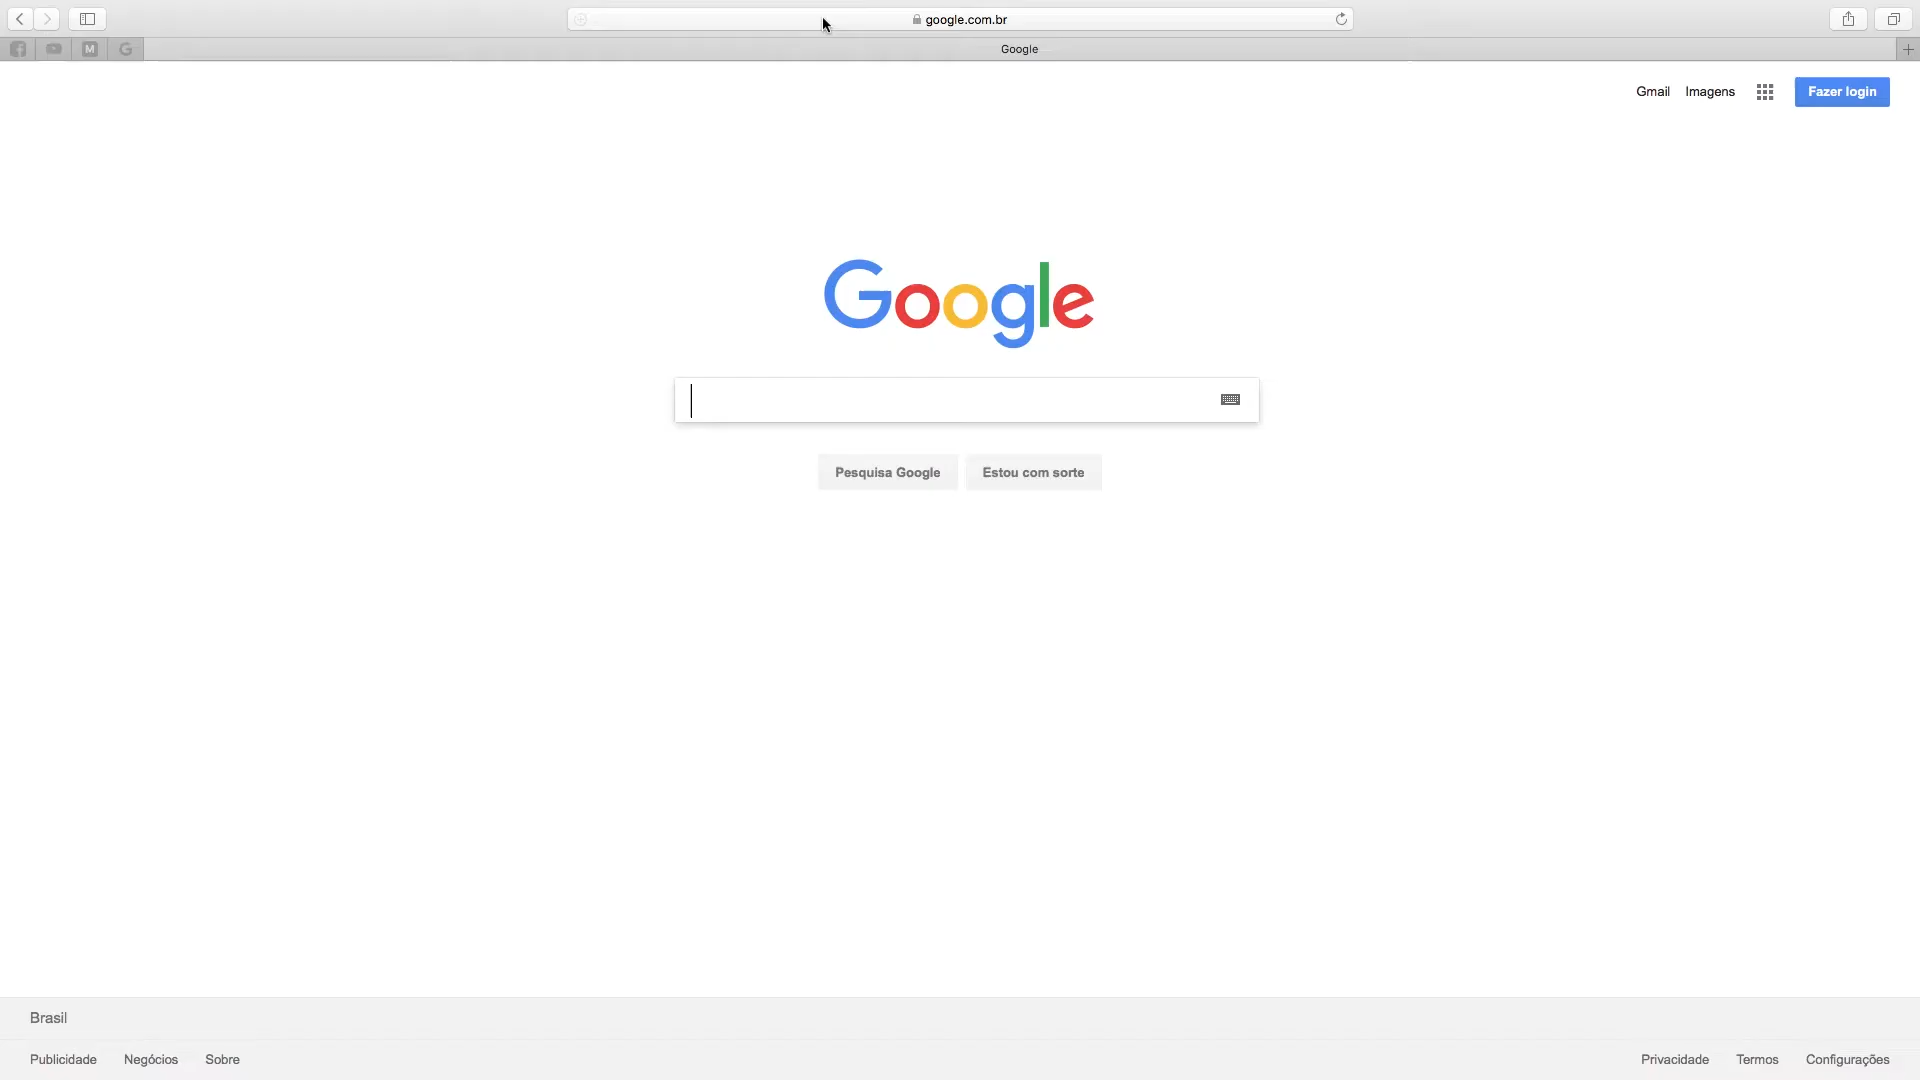 google.com.br
M G Google
Gmail Imagens Fazer login
Google
Pesquisa Google Estou com sorte
Brasil
Publicidade Negócios Sobre Privacidade Termos Configurações